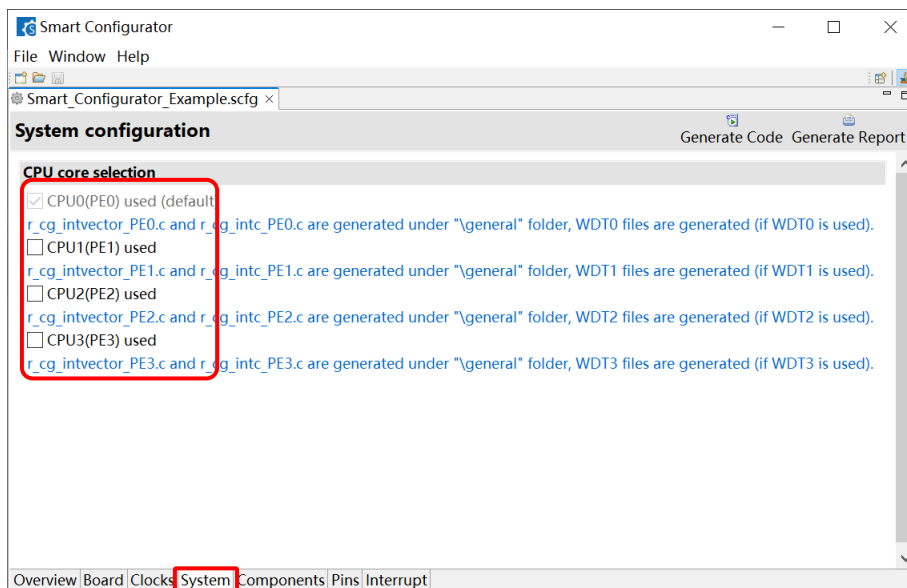 Smart Configurator
File Window Help
Smart_Configurator_Example.scfg
System configuration
Generate Code Generate Report
CPU core selection
CPU0(PE0) used (default
r_cg_intvector_PE0.c and r_cg_intc_PE0.c are generated under "\general" folder, WDT0 files are generated (if WDT0 is used).
CPU1(PE1) used
r_cg_intvector_PE1.c and r_cg_intc_PE1.c are generated under "\general" folder, WDT1 files are generated (if WDT1 is used).
CPU2(PE2) used
r_cg_intvector_PE2.c and r_cg_intc_PE2.c are generated under "\general" folder, WDT2 files are generated (if WDT2 is used).
CPU3(PE3) used
r_cg_intvector_PE3.c and r_cg_intc_PE3.c are generated under "\general" folder, WDT3 files are generated (if WDT3 is used).
Overview Board Clocks System Components Pins Interrupt